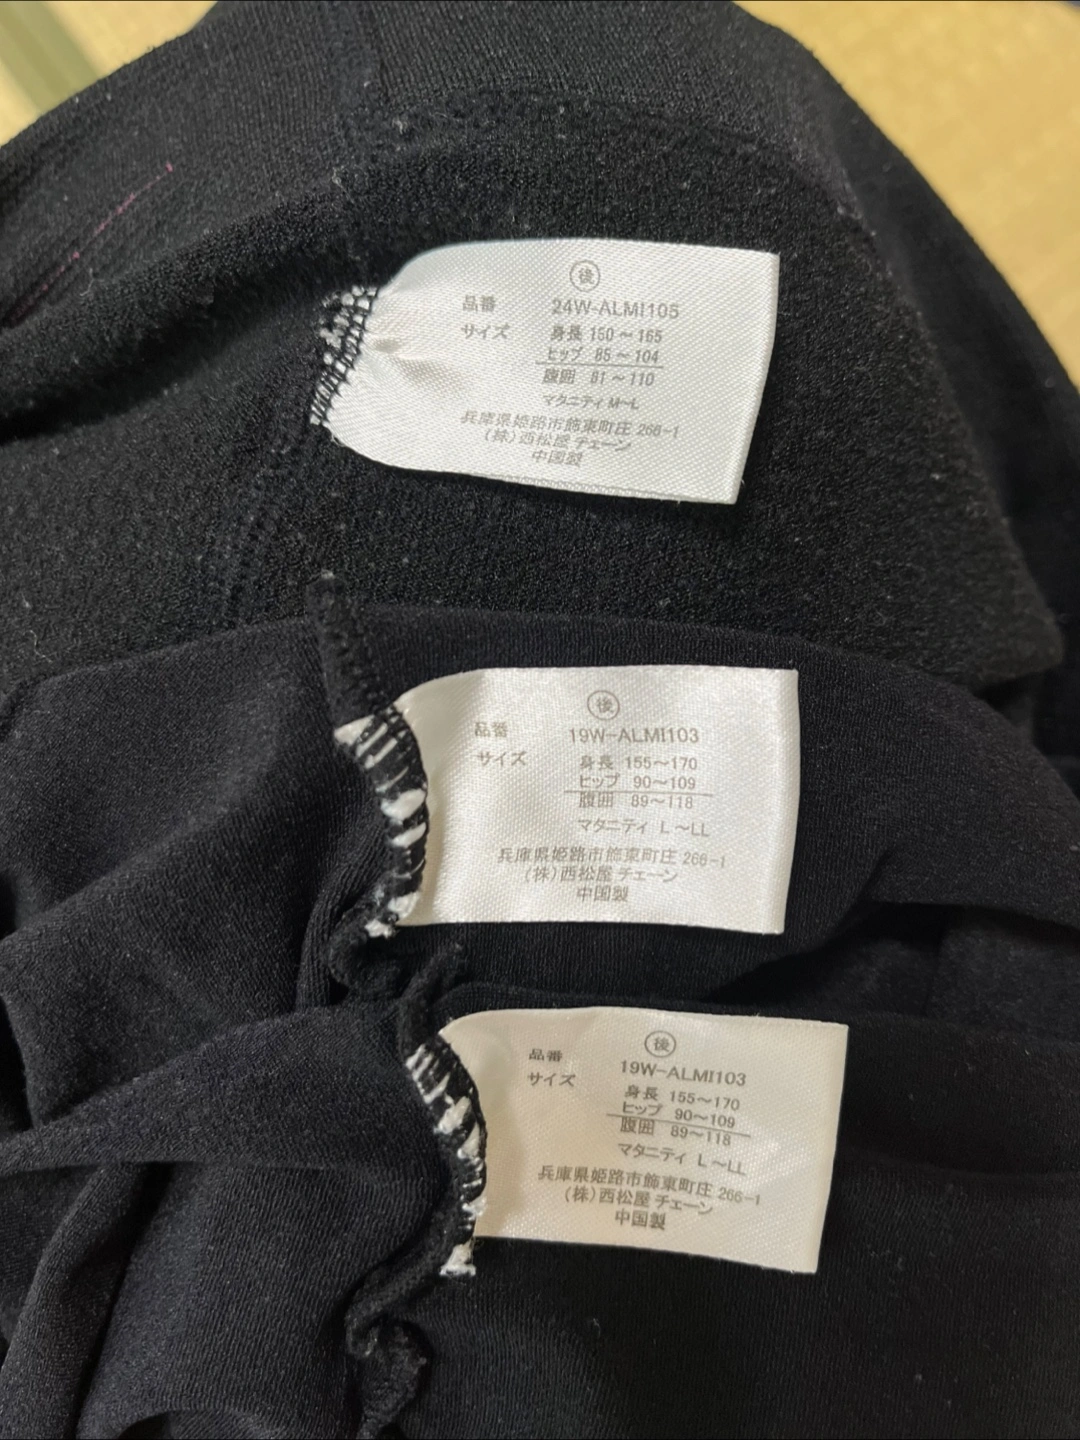 後
品番 24W-ALMI105
サイズ 身長 150～165
ヒップ 85～104
腹囲 81～110
マタニティ M～L
兵庫県姫路市飾東町庄 266-1
(株)西松屋チェーン
中国製
後
品番 19W-ALMI103
サイズ 身長 155～170
ヒップ 90～109
腹囲 89～118
マタニティ L～LL
兵庫県姫路市飾東町庄 266-1
(株)西松屋チェーン
中国製
後
品番 19W-ALMI103
サイズ 身長 155～170
ヒップ 90～109
腹囲 89～118
マタニティ L～LL
兵庫県姫路市飾東町庄 266-1
(株)西松屋チェーン
中国製